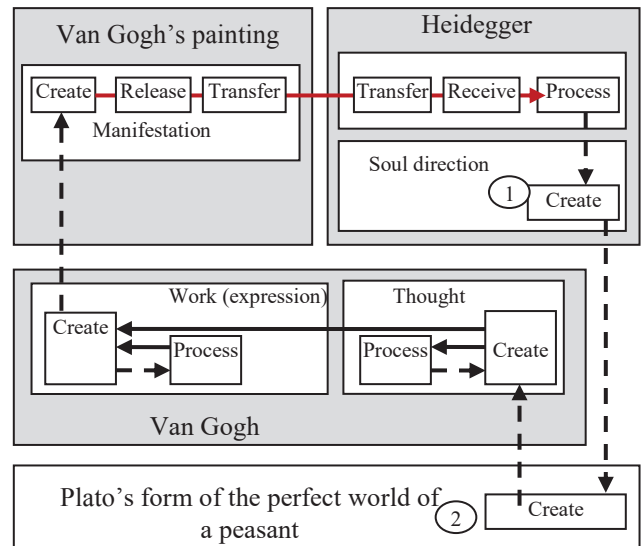 Van Gogh's painting
Create
Release
Transfer
Manifestation
Heidegger
Transfer
Receive
Process
Soul direction
1
Create
Work (expression)
Create
Process
Thought
Process
Create
Van Gogh
Plato's form of the perfect world of
a peasant
2
Create